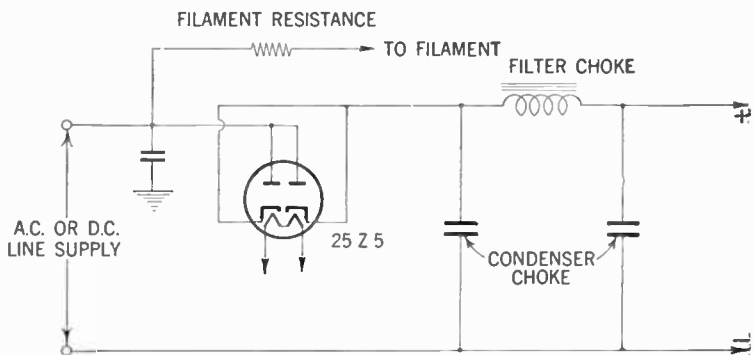 FILAMENT RESISTANCE
TO FILAMENT
FILTER CHOKE
+
A.C. OR D.C.
LINE SUPPLY
25 Z 5
CONDENSER
CHOKE